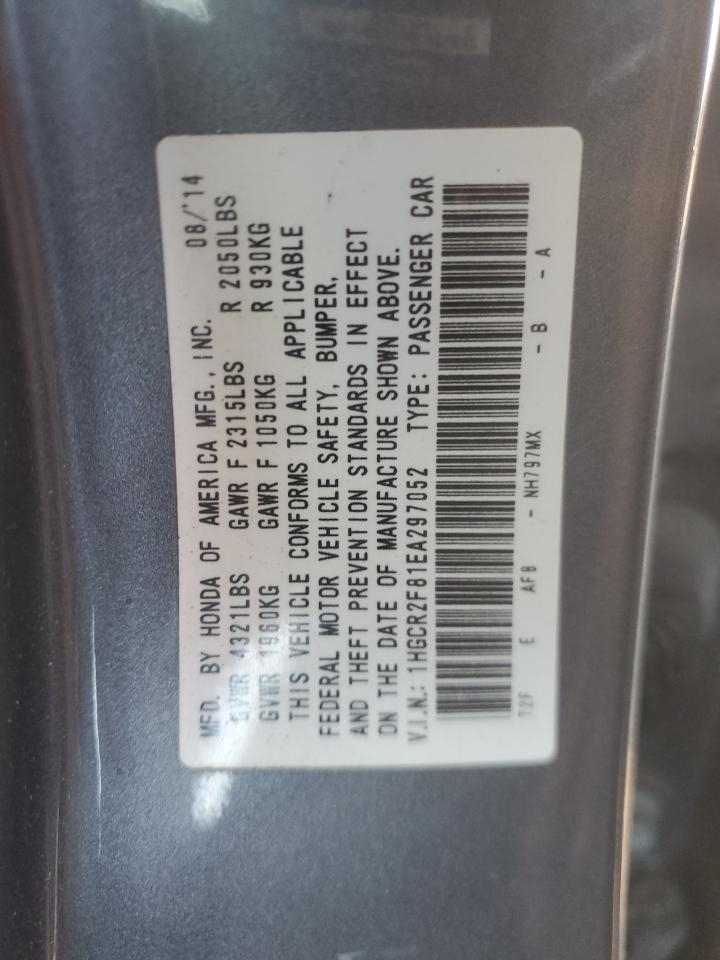 MFD. BY HONDA OF AMERICA MFG., INC. 08/'14
GVWR 4321LBS GAWR F 2315LBS R 2050LBS
GVWR 1960KG GAWR F 1050KG R 930KG
THIS VEHICLE CONFORMS TO ALL APPLICABLE
FEDERAL MOTOR VEHICLE SAFETY, BUMPER,
AND THEFT PREVENTION STANDARDS IN EFFECT
ON THE DATE OF MANUFACTURE SHOWN ABOVE.
V.I.N.: 1HGCR2F81EA297052 TYPE: PASSENGER CAR
T2F E AFB - NH797MX - B - A